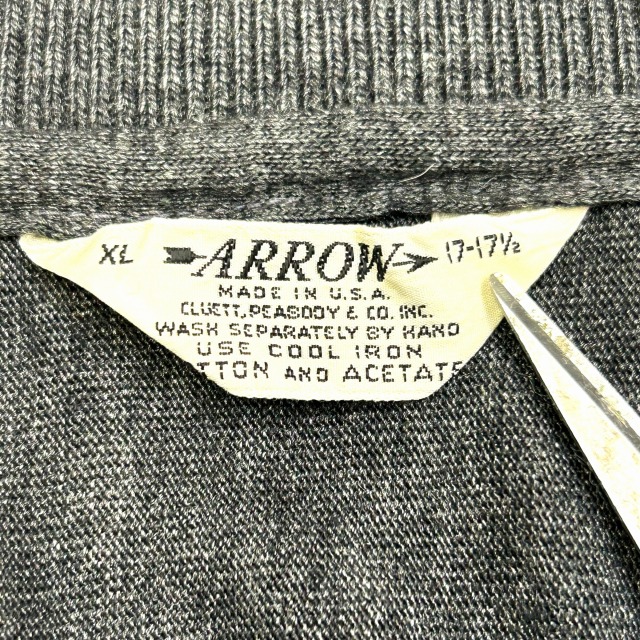 XL ARROW 17-17½
MADE IN U.S.A.
CLUETT, PEABODY & CO. INC.
WASH SEPARATELY BY HAND
USE COOL IRON
TTON AND ACETATE